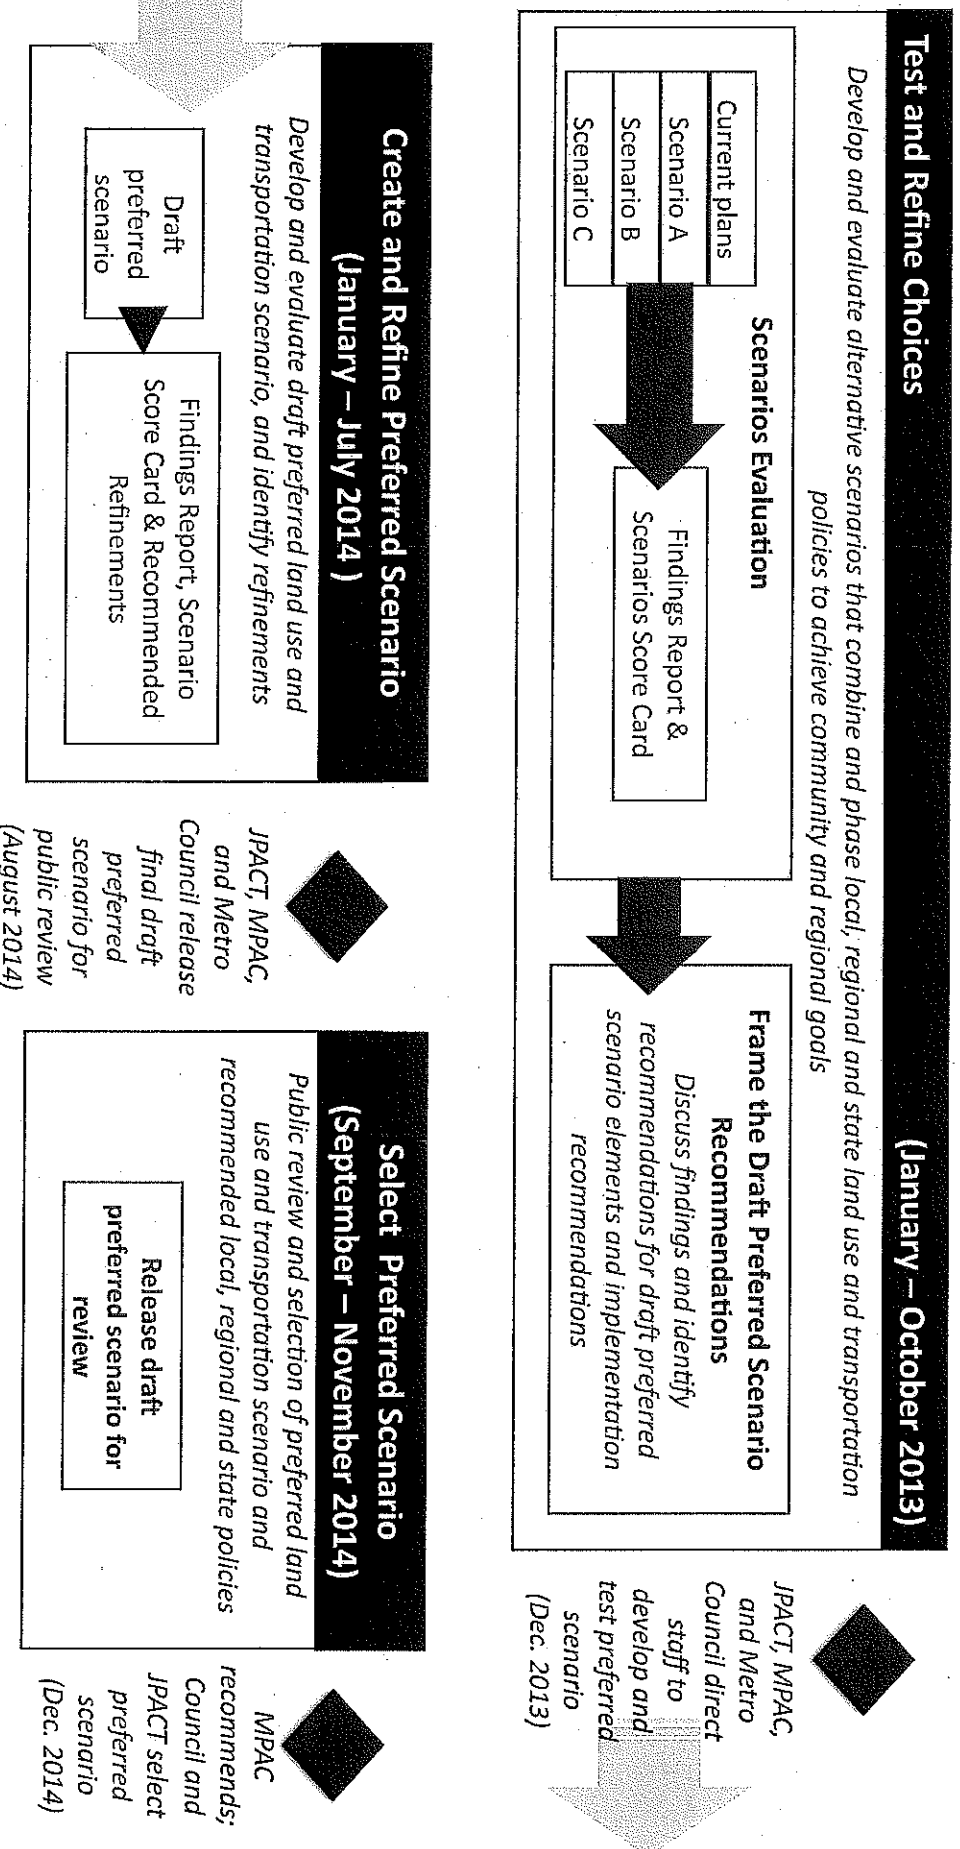 Test and Refine Choices (January – October 2013)
Develop and evaluate alternative scenarios that combine and phase local, regional and state land use and transportation
policies to achieve community and regional goals
Scenarios Evaluation
Current plans
Scenario A
Scenario B
Scenario C
Findings Report &
Scenarios Score Card
Frame the Draft Preferred Scenario
Recommendations
Discuss findings and identify
recommendations for draft preferred
scenario elements and implementation
recommendations
JPACT, MPAC,
and Metro
Council direct
staff to
develop and
test preferred
scenario
(Dec. 2013)
Create and Refine Preferred Scenario
(January – July 2014 )
Develop and evaluate draft preferred land use and
transportation scenario, and identify refinements
Draft
preferred
scenario
Findings Report, Scenario
Score Card & Recommended
Refinements
JPACT, MPAC,
and Metro
Council release
final draft
preferred
scenario for
public review
(August 2014)
Select Preferred Scenario
(September – November 2014)
Public review and selection of preferred land
use and transportation scenario and
recommended local, regional and state policies
Release draft
preferred scenario for
review
MPAC
recommends;
Council and
JPACT select
preferred
scenario
(Dec. 2014)